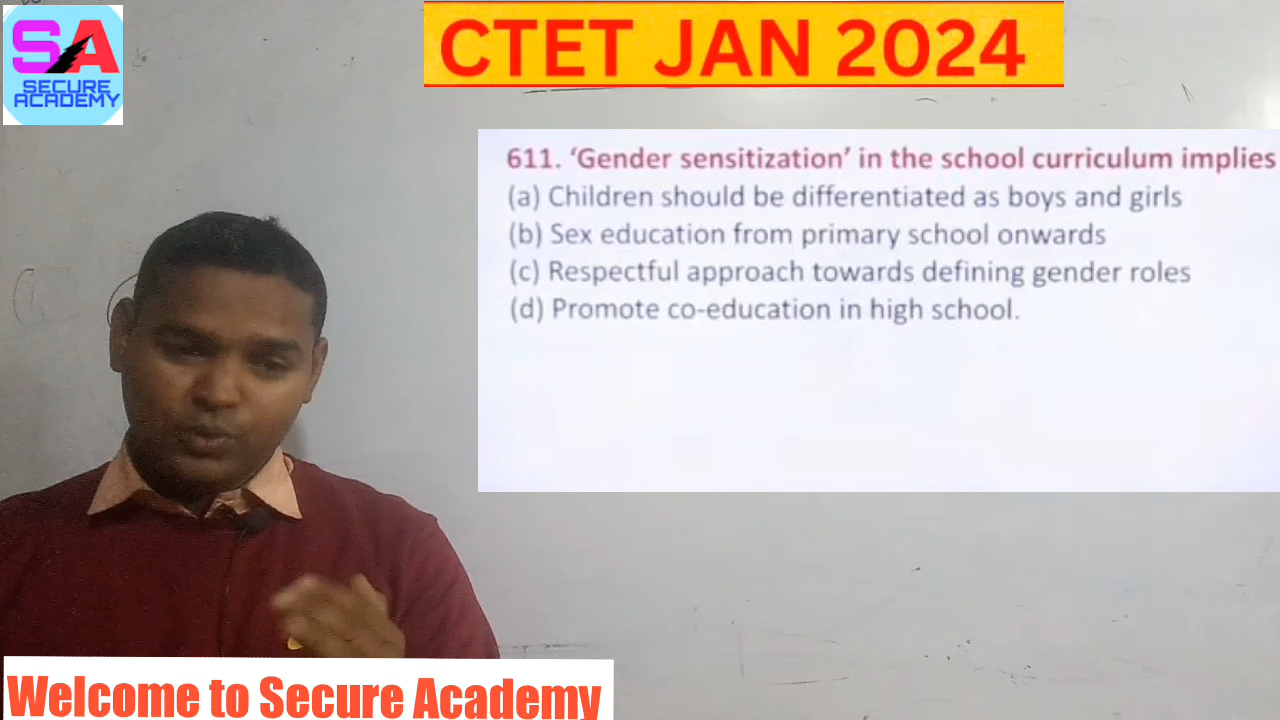 SA
SECURE
ACADEMY
CTET JAN 2024
611. ‘Gender sensitization’ in the school curriculum implies
(a) Children should be differentiated as boys and girls
(b) Sex education from primary school onwards
(c) Respectful approach towards defining gender roles
(d) Promote co-education in high school.
Welcome to Secure Academy